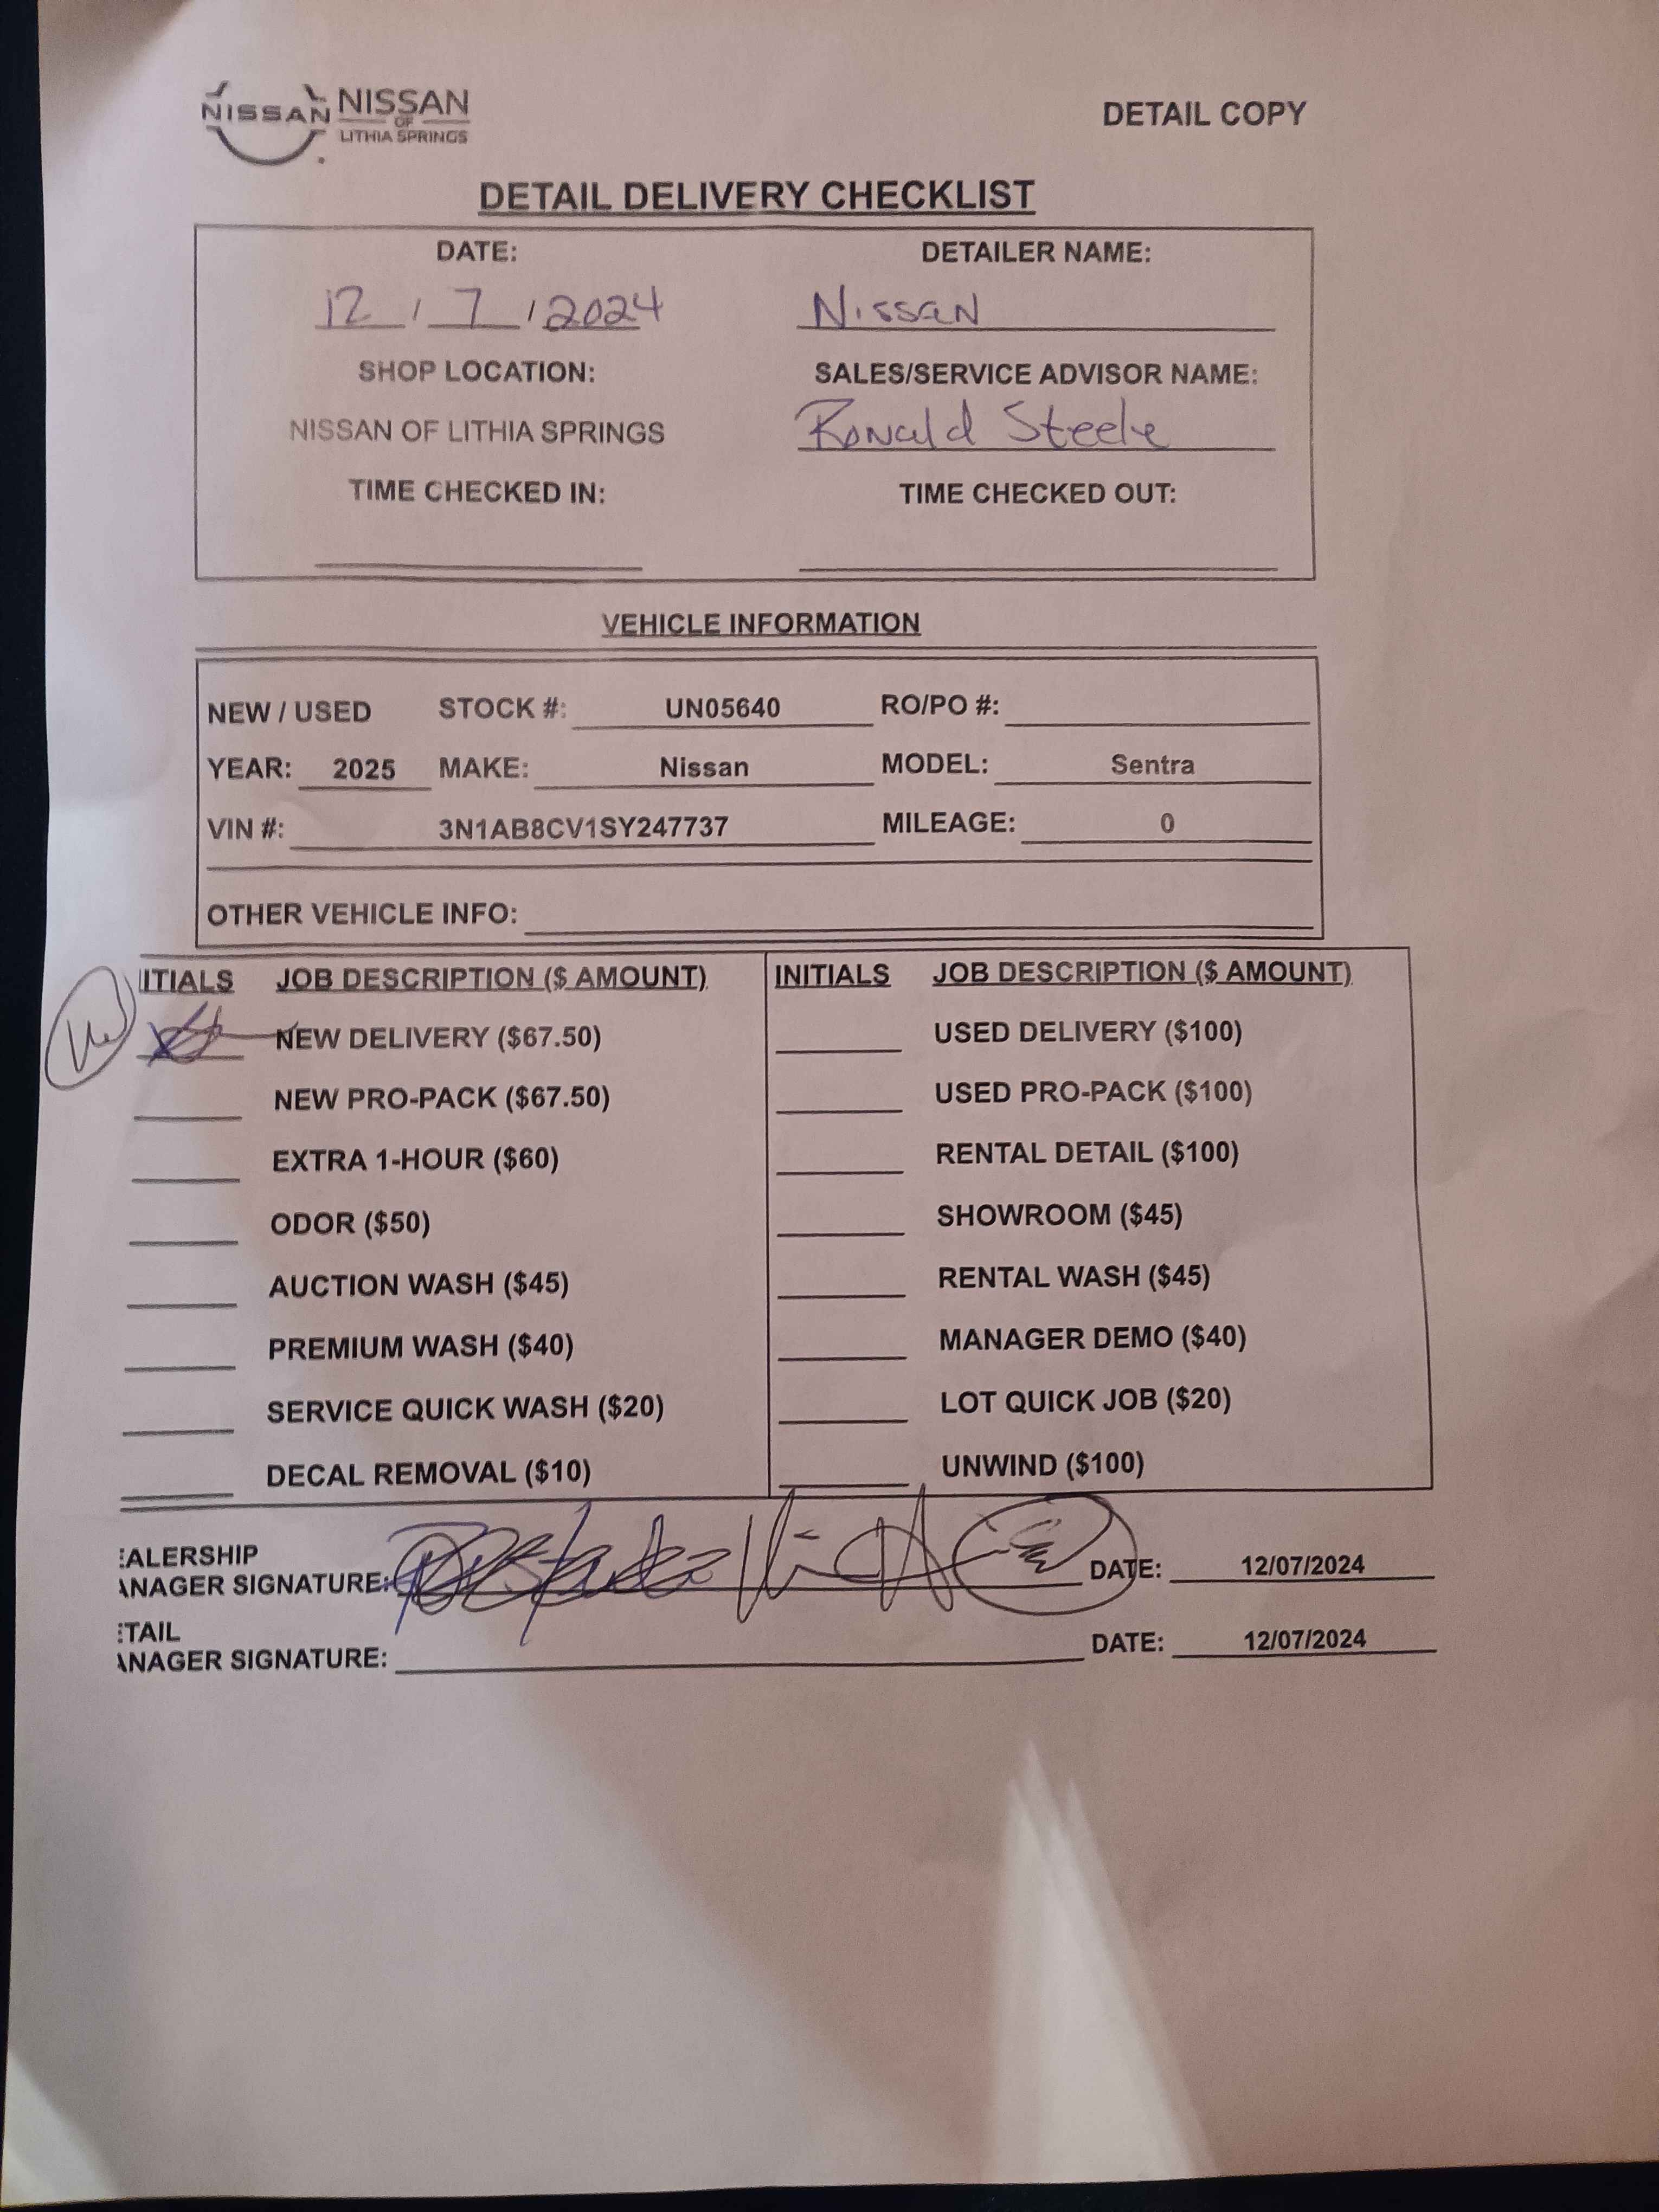 NISSAN NISSAN OF LITHIA SPRINGS
DETAIL COPY
DETAIL DELIVERY CHECKLIST
DATE: DETAILER NAME:
12 / 7 / 2024 Nissan
SHOP LOCATION: SALES/SERVICE ADVISOR NAME:
NISSAN OF LITHIA SPRINGS Ronald Steele
TIME CHECKED IN: TIME CHECKED OUT:
VEHICLE INFORMATION
NEW / USED STOCK #: UN05640 RO/PO #:
YEAR: 2025 MAKE: Nissan MODEL: Sentra
VIN #: 3N1AB8CV1SY247737 MILEAGE: 0
OTHER VEHICLE INFO:
ITIALS JOB DESCRIPTION ($ AMOUNT) INITIALS JOB DESCRIPTION ($ AMOUNT)
NEW DELIVERY ($67.50) USED DELIVERY ($100)
NEW PRO-PACK ($67.50) USED PRO-PACK ($100)
EXTRA 1-HOUR ($60) RENTAL DETAIL ($100)
ODOR ($50) SHOWROOM ($45)
AUCTION WASH ($45) RENTAL WASH ($45)
PREMIUM WASH ($40) MANAGER DEMO ($40)
SERVICE QUICK WASH ($20) LOT QUICK JOB ($20)
DECAL REMOVAL ($10) UNWIND ($100)
EALERSHIP
ANAGER SIGNATURE: DATE: 12/07/2024
ETAIL
ANAGER SIGNATURE: DATE: 12/07/2024